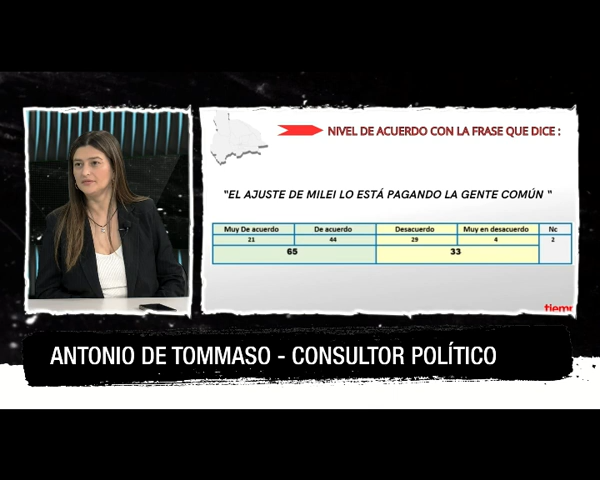 NIVEL DE ACUERDO CON LA FRASE QUE DICE :
"EL AJUSTE DE MILEI LO ESTÁ PAGANDO LA GENTE COMÚN "
Muy De acuerdo De acuerdo Desacuerdo Muy en desacuerdo Nc
21 44 29 4 2
65 33
tiem
ANTONIO DE TOMMASO - CONSULTOR POLÍTICO